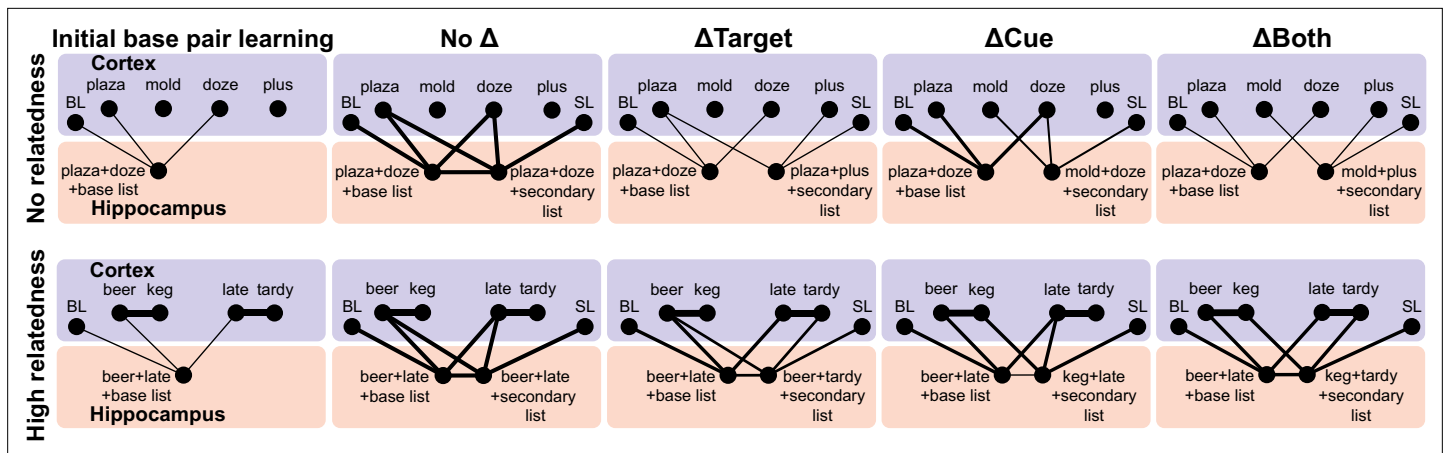 Initial base pair learning
No Δ
ΔTarget
ΔCue
ΔBoth
No relatedness
Cortex
BL plaza mold doze plus
plaza+doze
+base list
Hippocampus
BL plaza mold doze plus SL
plaza+doze
+base list
plaza+doze
+secondary
list
BL plaza mold doze plus SL
plaza+doze
+base list
plaza+plus
+secondary
list
BL plaza mold doze plus SL
plaza+doze
+base list
mold+doze
+secondary
list
BL plaza mold doze plus SL
plaza+doze
+base list
mold+plus
+secondary
list
High relatedness
Cortex
BL beer keg late tardy
beer+late
+base list
Hippocampus
BL beer keg late tardy SL
beer+late
+base list
beer+late
+secondary
list
BL beer keg late tardy SL
beer+late
+base list
beer+tardy
+secondary
list
BL beer keg late tardy SL
beer+late
+base list
keg+late
+secondary
list
BL beer keg late tardy SL
beer+late
+base list
keg+tardy
+secondary
list